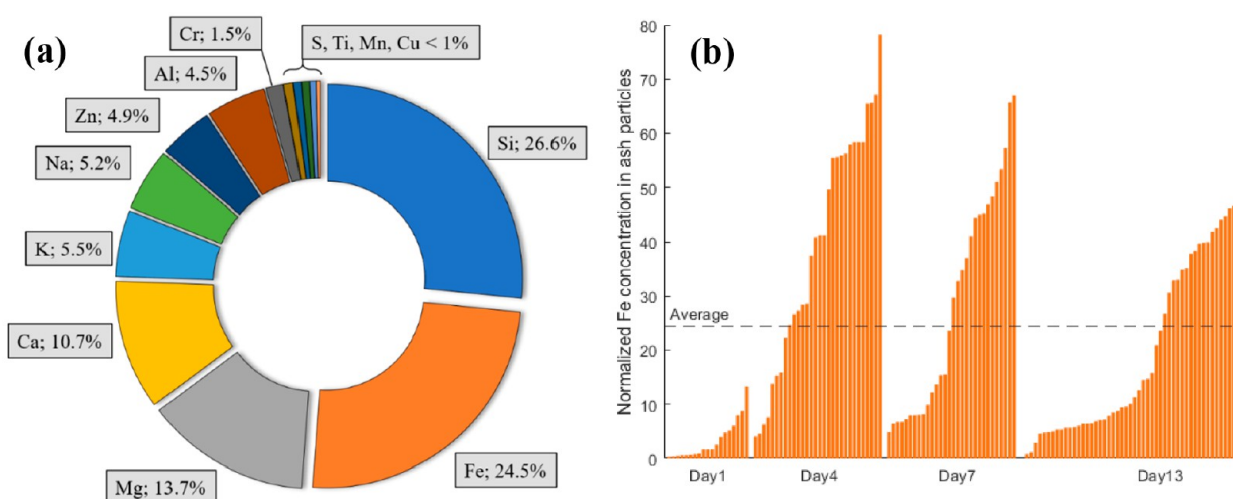 (a)
Cr; 1.5%
S, Ti, Mn, Cu < 1%
Al; 4.5%
Zn; 4.9%
Na; 5.2%
K; 5.5%
Ca; 10.7%
Mg; 13.7%
Fe; 24.5%
Si; 26.6%
(b)
Normalized Fe concentration in ash particles
80
70
60
50
40
30
20
10
0
Average
Day1
Day4
Day7
Day13